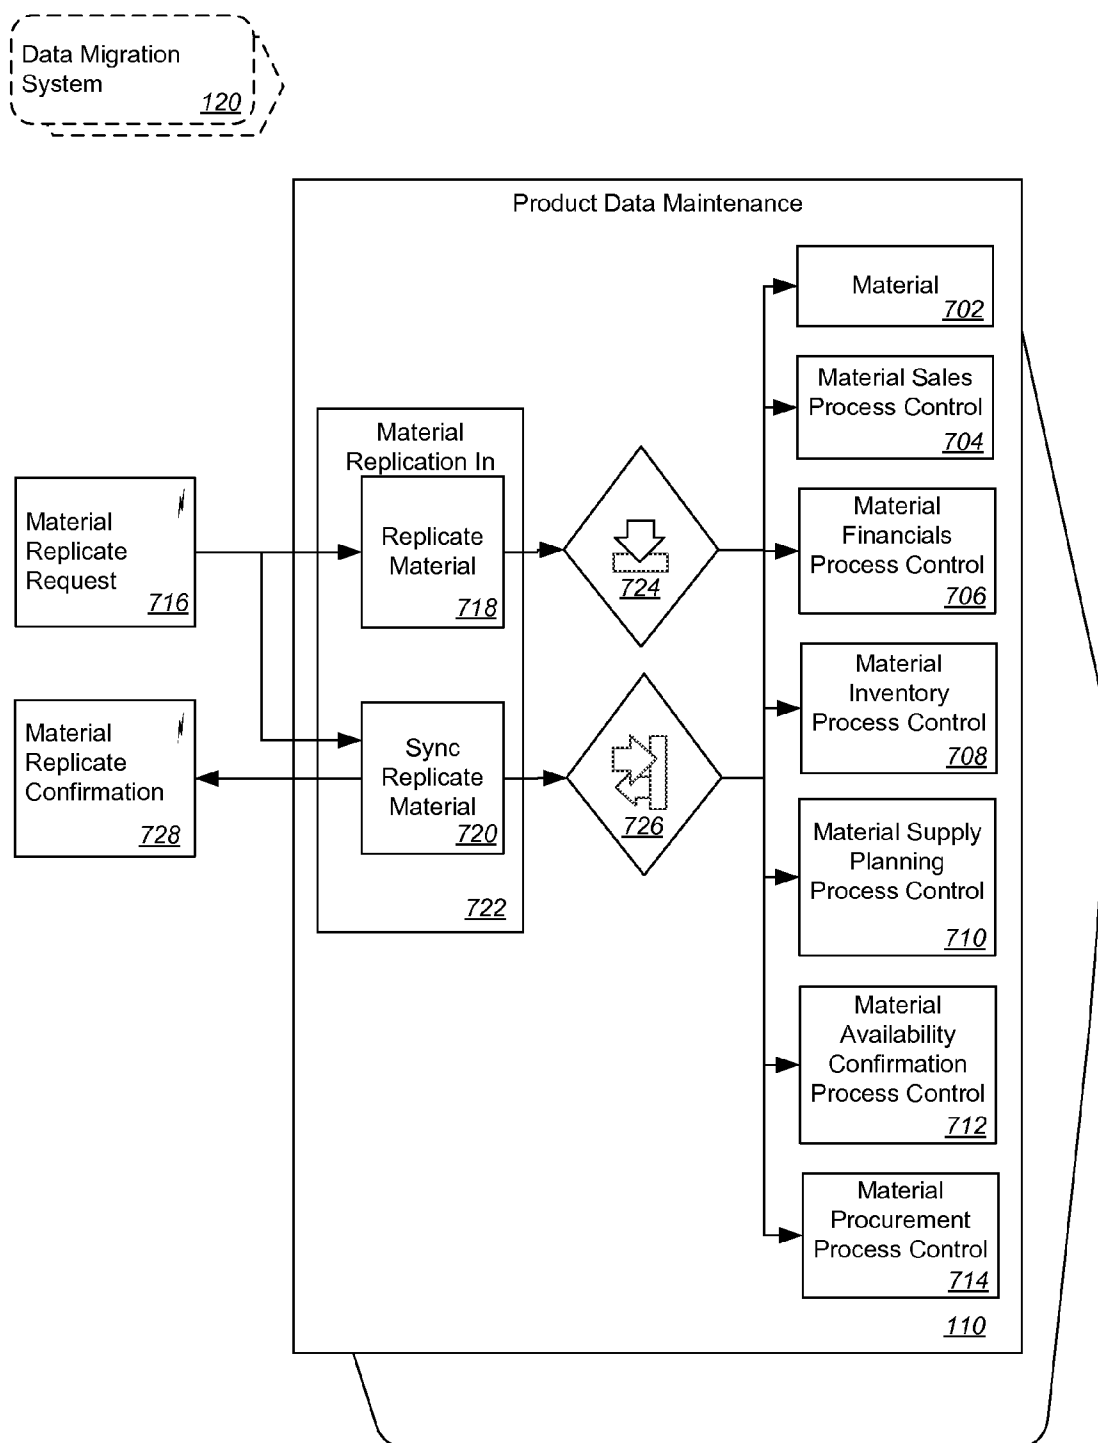 Data Migration
System
120
Product Data Maintenance
Material
702
Material Sales
Process Control
704
Material
Replication In
Material
Replicate
Request
716
Replicate
Material
718
724
Material
Financials
Process Control
706
Material
Inventory
Process Control
708
Material
Replicate
Confirmation
728
Sync
Replicate
Material
720
726
722
Material Supply
Planning
Process Control
710
Material
Availability
Confirmation
Process Control
712
Material
Procurement
Process Control
714
110